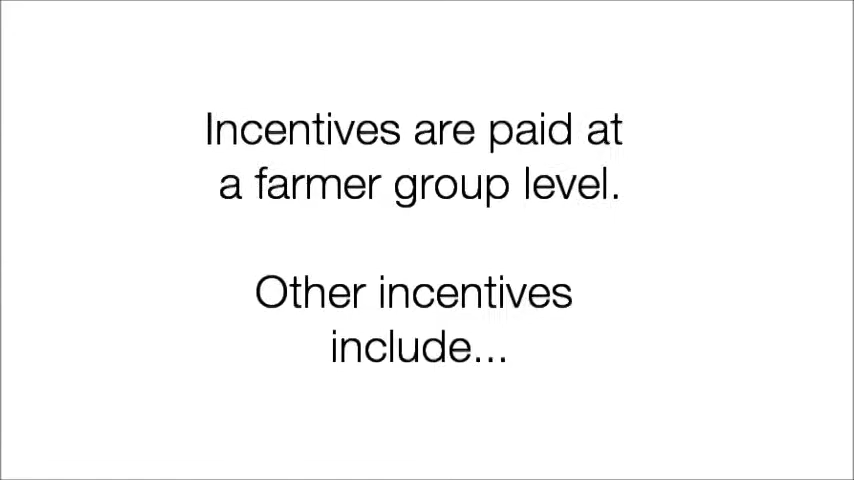 Incentives are paid at
a farmer group level.
Other incentives
include...